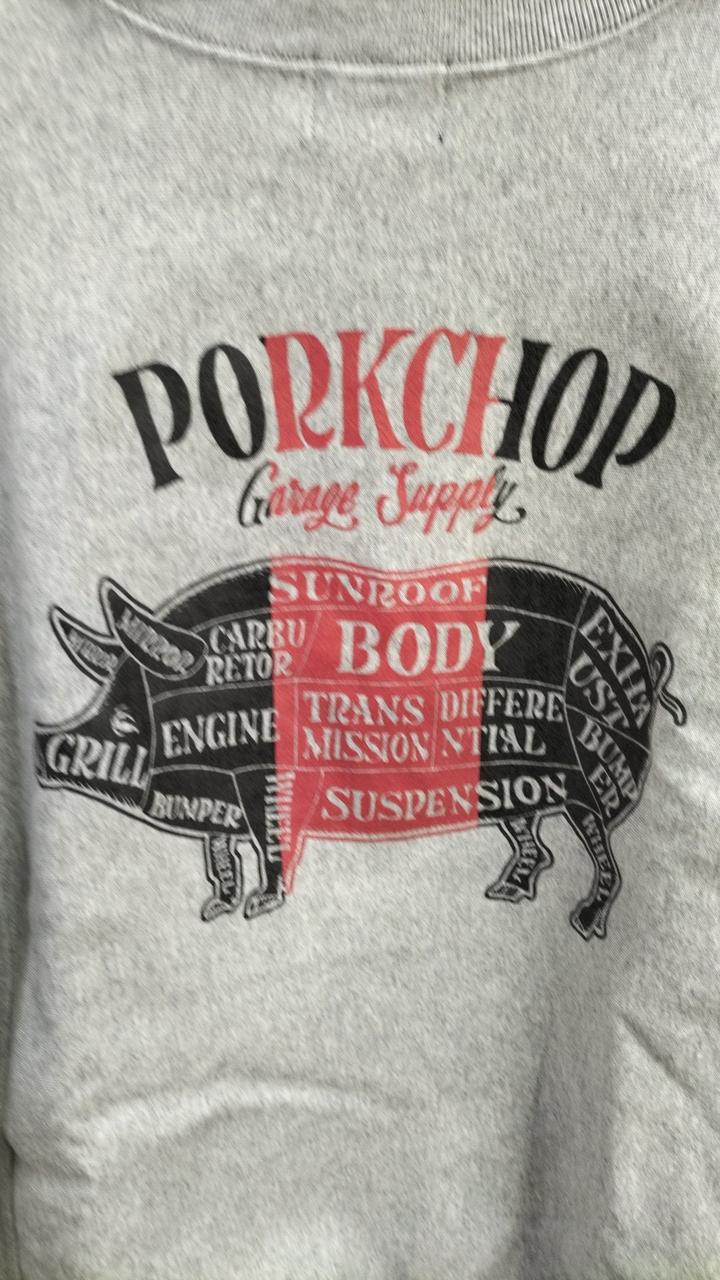 PORKCHOP
Garage Supply
SUNROOF
MIRROR
MIRROR
CARBU
RETOR
BODY
EXHA
UST
ENGINE
TRANS
MISSION
DIFFERE
NTIAL
GRILL
BUMP
ER
BUMPER
WHEEL
SUSPENSION
WHEEL
WHEEL
WHEEL